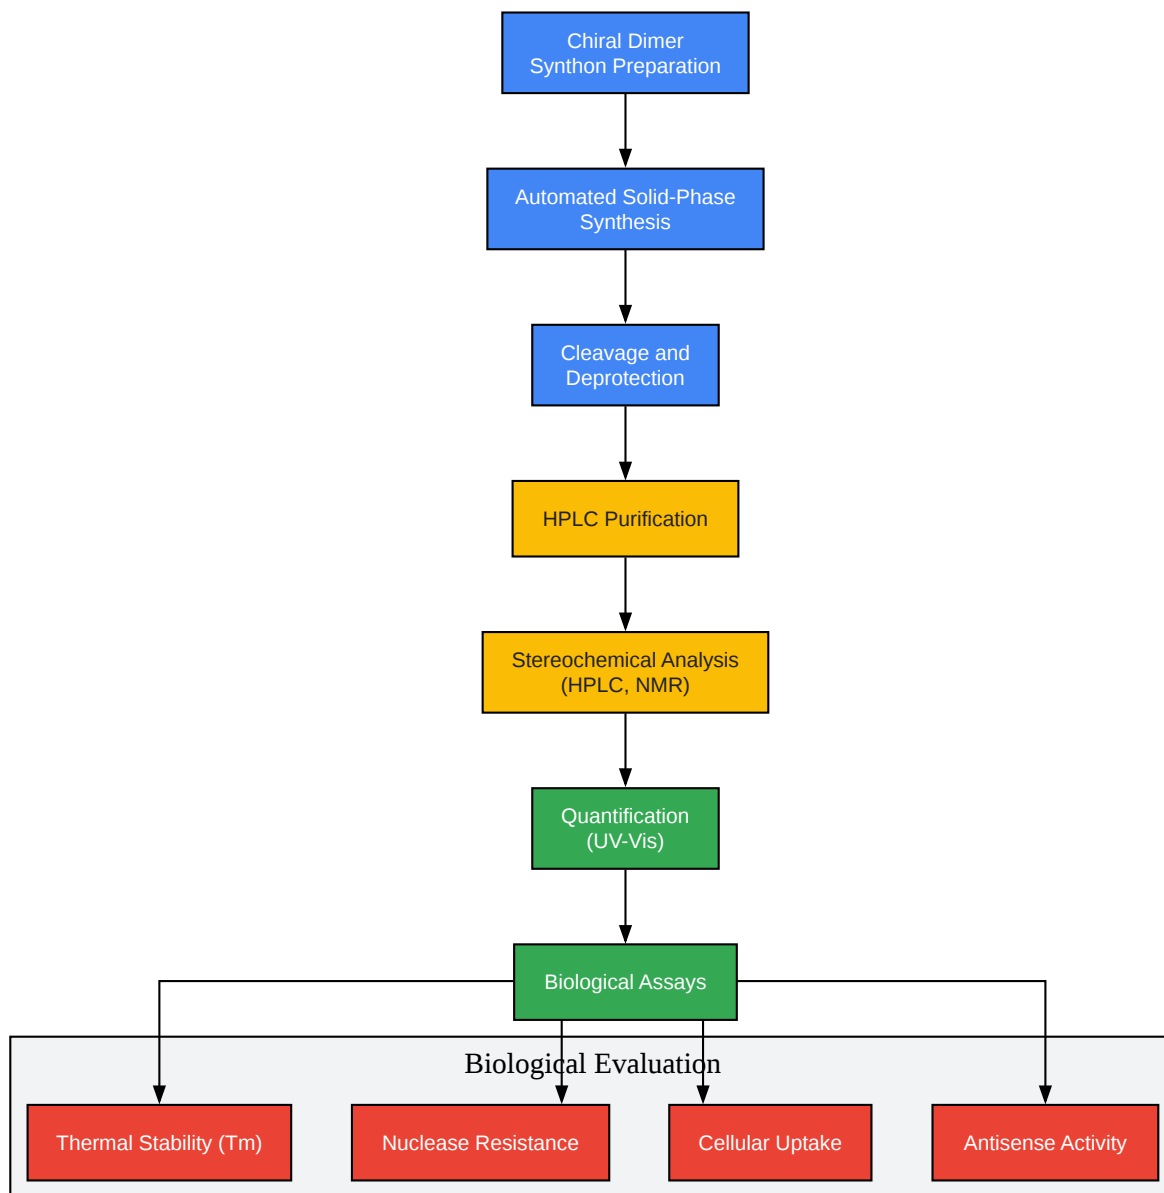 Chiral Dimer
Synthon Preparation
Automated Solid-Phase
Synthesis
Cleavage and
Deprotection
HPLC Purification
Stereochemical Analysis
(HPLC, NMR)
Quantification
(UV-Vis)
Biological Assays
Biological Evaluation
Thermal Stability (Tm)
Nuclease Resistance
Cellular Uptake
Antisense Activity